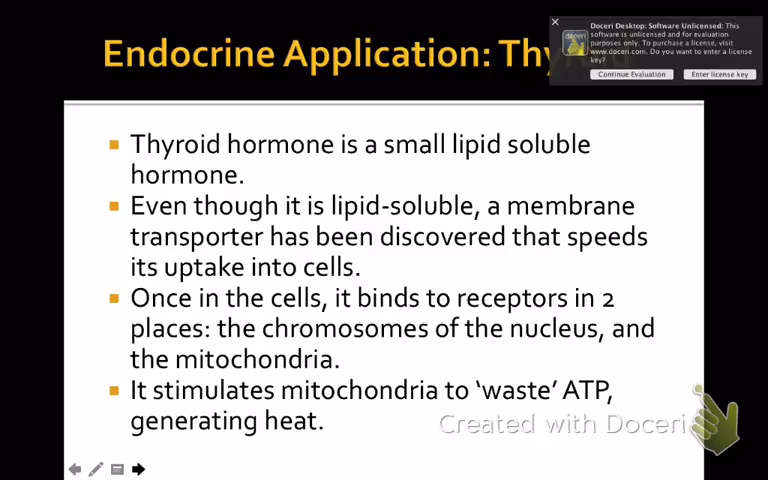 Endocrine Application: Thyroid
Doceri Desktop: Software Unlicensed: This
software is unlicensed and for evaluation
purposes only. To purchase a license, visit
www.doceri.com. Do you want to enter a license
key?
Continue Evaluation Enter license key
doceri
Thyroid hormone is a small lipid soluble
hormone.
Even though it is lipid-soluble, a membrane
transporter has been discovered that speeds
its uptake into cells.
Once in the cells, it binds to receptors in 2
places: the chromosomes of the nucleus, and
the mitochondria.
It stimulates mitochondria to ‘waste’ ATP,
generating heat.
Created with Doceri